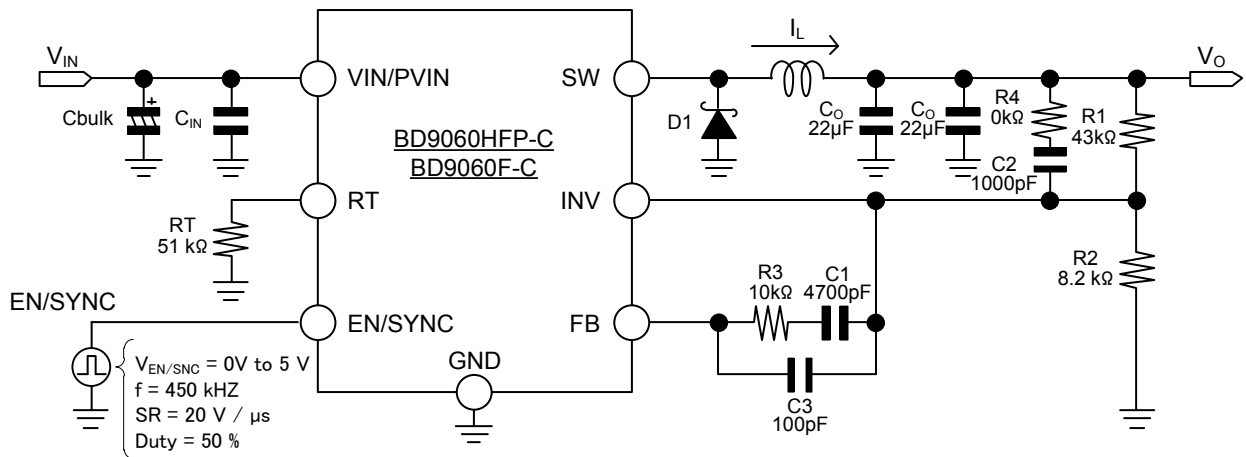 V_IN
Cbulk
+
C_IN
VIN/PVIN
BD9060HFP-C
BD9060F-C
SW
I_L
D1
C_O
22µF
C_O
22µF
R4
0kΩ
C2
1000pF
R1
43kΩ
V_O
RT
51 kΩ
RT
INV
R3
10kΩ
C1
4700pF
R2
8.2 kΩ
EN/SYNC
EN/SYNC
FB
C3
100pF
GND
V_EN/SNC = 0V to 5 V
f = 450 kHZ
SR = 20 V / µs
Duty = 50 %